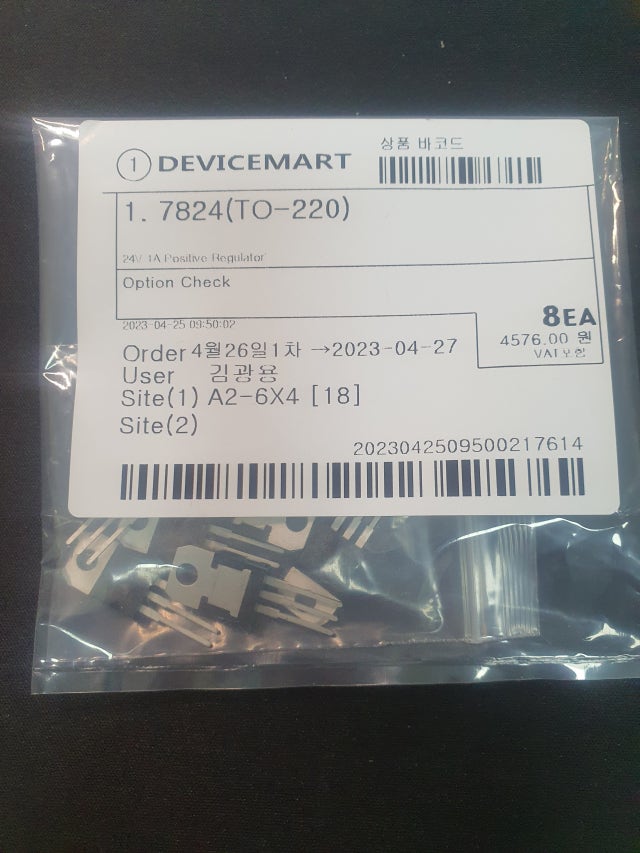 상품 바코드
① DEVICEMART
1. 7824(TO-220)
24V 1A Positive Regulator
Option Check
8EA
4576.00 원
VAT포함
2023-04-25 09:50:02
Order 4월26일1차 →2023-04-27
User 김광용
Site(1) A2-6X4 [18]
Site(2)
2023042509500217614